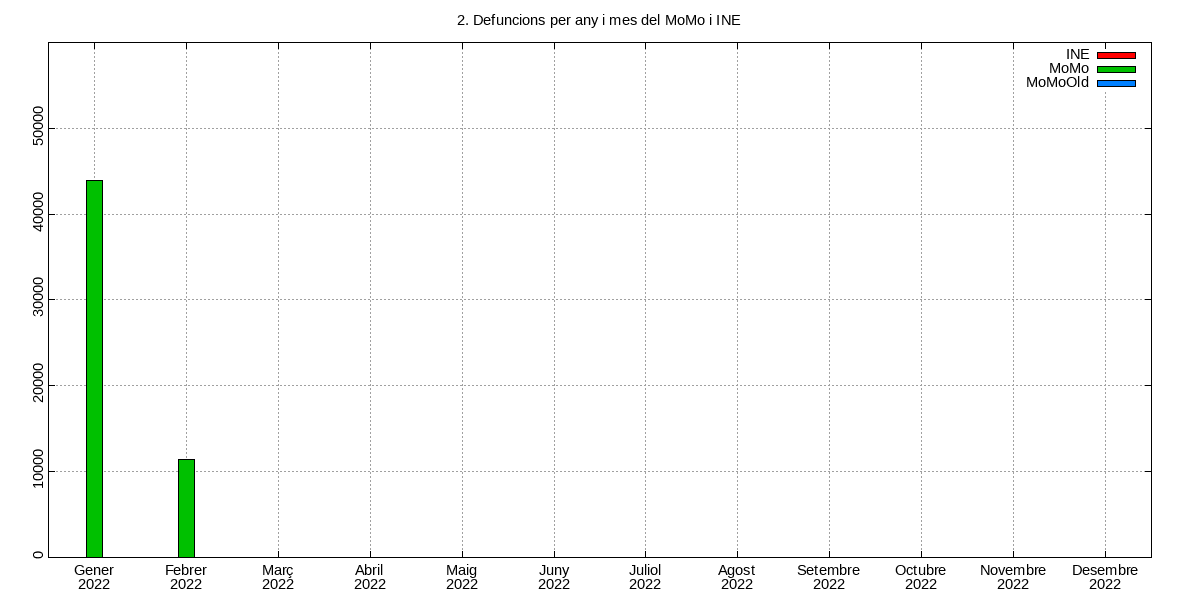 2. Defuncions per any i mes del MoMo i INE
INE
MoMo
MoMoOld
50000
40000
30000
20000
10000
0
Gener Febrer Març Abril Maig Juny Juliol Agost Setembre Octubre Novembre Desembre
2022 2022 2022 2022 2022 2022 2022 2022 2022 2022 2022 2022